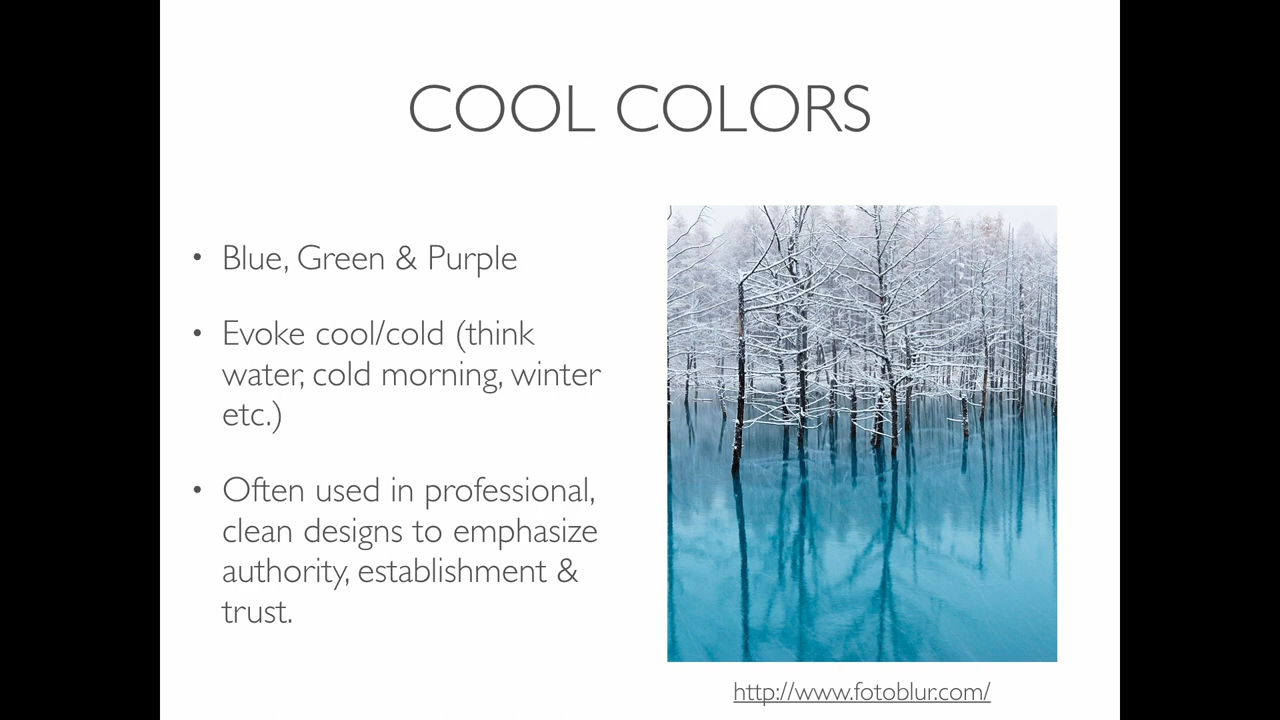 COOL COLORS
• Blue, Green & Purple
• Evoke cool/cold (think
water, cold morning, winter
etc.)
• Often used in professional,
clean designs to emphasize
authority, establishment &
trust.
http://www.fotoblur.com/